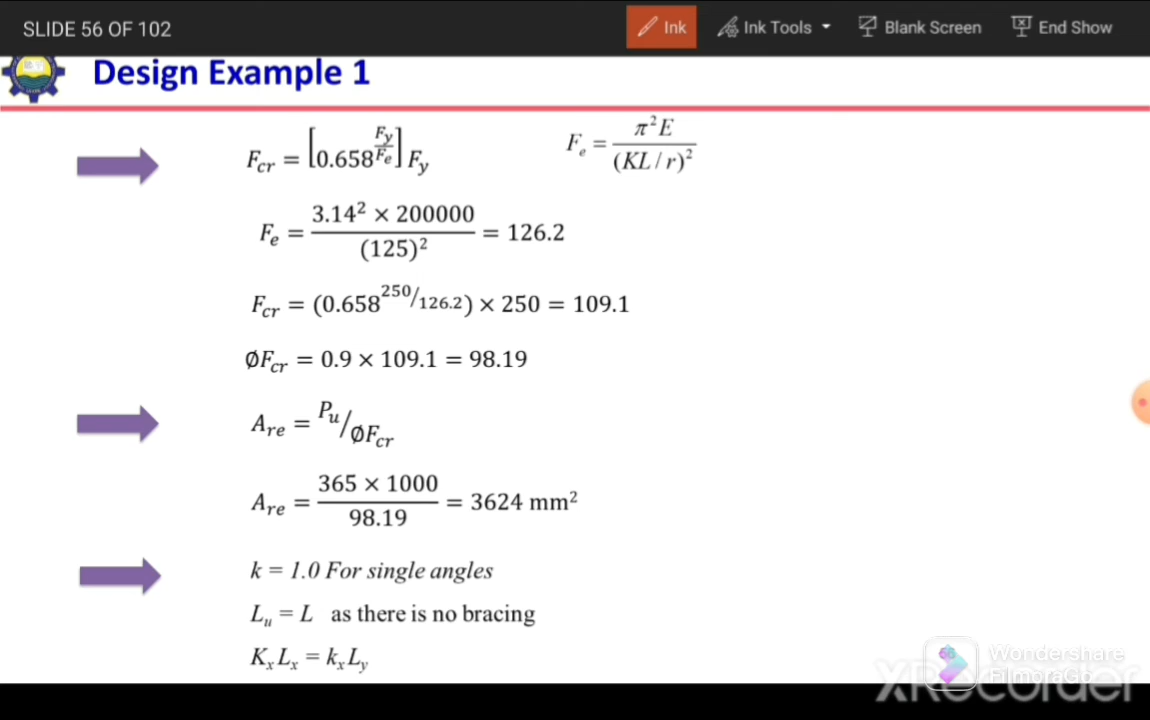 SLIDE 56 OF 102 Ink Ink Tools Blank Screen End Show
Design Example 1
F_cr = [0.658^(F_y/F_e)] F_y F_e = π²E / (KL / r)²
F_e = 3.14² × 200000 / (125)² = 126.2
F_cr = (0.658^(250/126.2)) × 250 = 109.1
ØF_cr = 0.9 × 109.1 = 98.19
A_re = P_u/ØF_cr
A_re = 365 × 1000 / 98.19 = 3624 mm²
k = 1.0 For single angles
L_u = L as there is no bracing
K_x L_x = k_x L_y
Wondershare
FilmoraGo
XRecorder